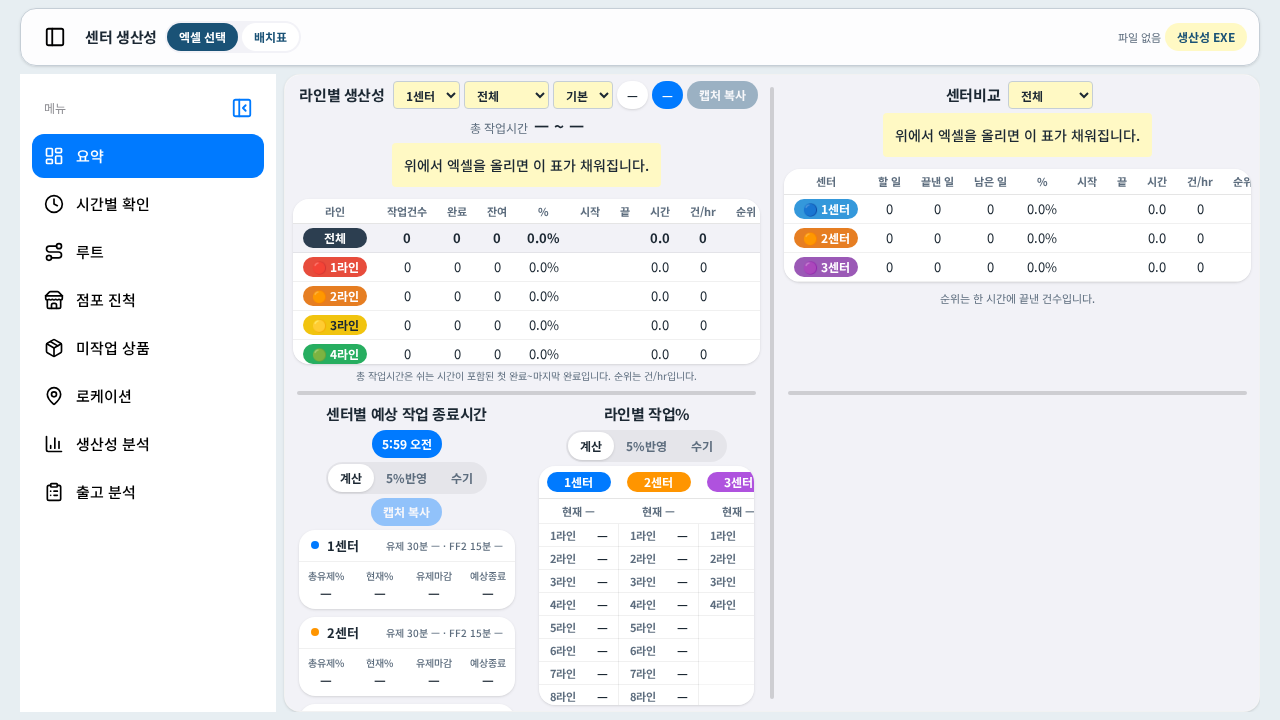 센터 생산성 엑셀 선택 배치표 파일 없음 생산성 EXE
메뉴
요약
시간별 확인
루트
점포 진척
미작업 상품
로케이션
생산성 분석
출고 분석
라인별 생산성 1센터 전체 기본 — — 캡처 복사
총 작업시간 — ~ —
위에서 엑셀을 올리면 이 표가 채워집니다.
라인 작업건수 완료 잔여 % 시작 끝 시간 건/hr 순위
전체 0 0 0 0.0% 0.0 0
1라인 0 0 0 0.0% 0.0 0
2라인 0 0 0 0.0% 0.0 0
3라인 0 0 0 0.0% 0.0 0
4라인 0 0 0 0.0% 0.0 0
총 작업시간은 쉬는 시간이 포함된 첫 완료~마지막 완료입니다. 순위는 건/hr입니다.
센터비교 전체
위에서 엑셀을 올리면 이 표가 채워집니다.
센터 할 일 끝낸 일 남은 일 % 시작 끝 시간 건/hr 순위
1센터 0 0 0 0.0% 0.0 0
2센터 0 0 0 0.0% 0.0 0
3센터 0 0 0 0.0% 0.0 0
순위는 한 시간에 끝낸 건수입니다.
센터별 예상 작업 종료시간
5:59 오전
계산 5%반영 수기
캡처 복사
1센터 유제 30분 — · FF2 15분 —
총유제% 현재% 유제마감 예상종료
— — — —
2센터 유제 30분 — · FF2 15분 —
총유제% 현재% 유제마감 예상종료
— — — —
라인별 작업%
계산 5%반영 수기
1센터 2센터 3센터
현재 — 현재 — 현재 —
1라인 — 1라인 — 1라인
2라인 — 2라인 — 2라인
3라인 — 3라인 — 3라인
4라인 — 4라인 — 4라인
5라인 — 5라인 —
6라인 — 6라인 —
7라인 — 7라인 —
8라인 — 8라인 —